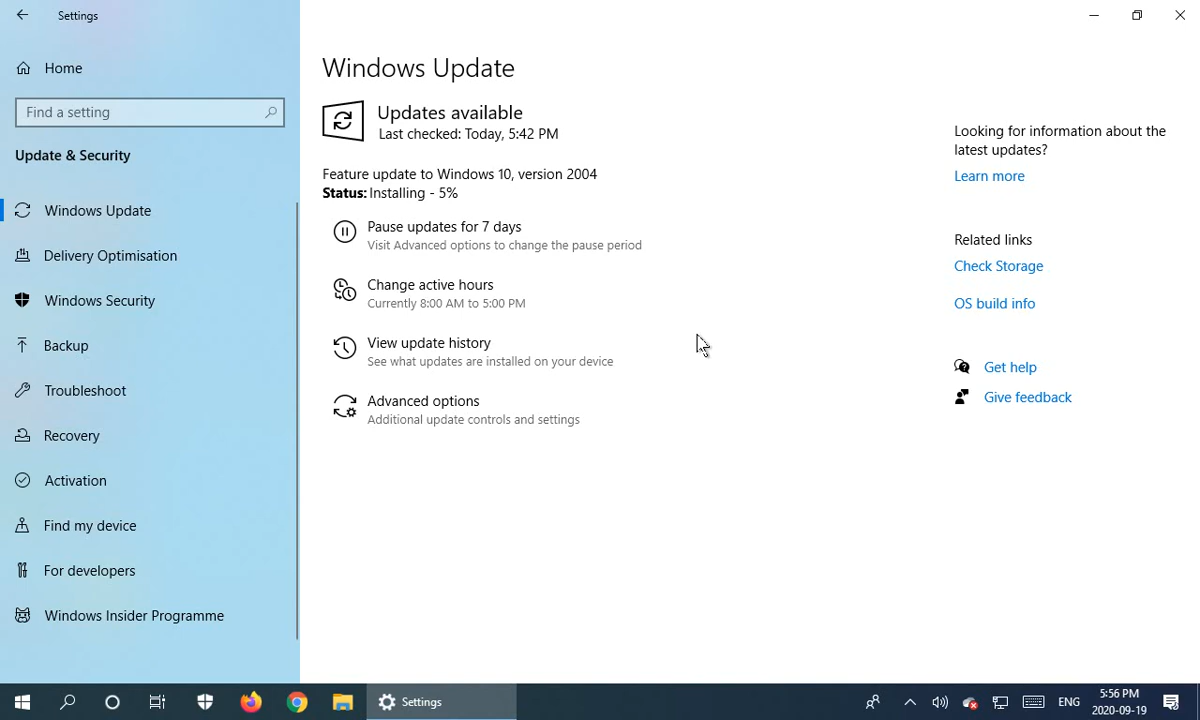 Settings
Home
Find a setting
Update & Security
Windows Update
Delivery Optimisation
Windows Security
Backup
Troubleshoot
Recovery
Activation
Find my device
For developers
Windows Insider Programme
Windows Update
Updates available
Last checked: Today, 5:42 PM
Feature update to Windows 10, version 2004
Status: Installing - 5%
Pause updates for 7 days
Visit Advanced options to change the pause period
Change active hours
Currently 8:00 AM to 5:00 PM
View update history
See what updates are installed on your device
Advanced options
Additional update controls and settings
Looking for information about the
latest updates?
Learn more
Related links
Check Storage
OS build info
Get help
Give feedback
Settings
ENG
5:56 PM
2020-09-19